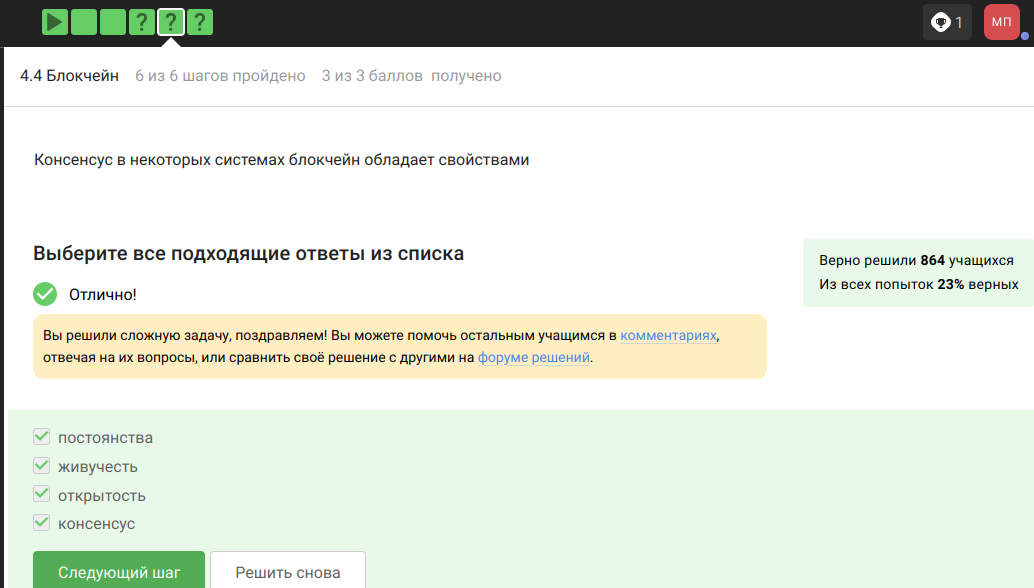 ? ? ?
1
МП
4.4 Блокчейн 6 из 6 шагов пройдено 3 из 3 баллов получено
Консенсус в некоторых системах блокчейн обладает свойствами
Выберите все подходящие ответы из списка
Верно решили 864 учащихся
Из всех попыток 23% верных
Отлично!
Вы решили сложную задачу, поздравляем! Вы можете помочь остальным учащимся в комментариях,
отвечая на их вопросы, или сравнить своё решение с другими на форуме решений.
постоянства
живучесть
открытость
консенсус
Следующий шаг Решить снова